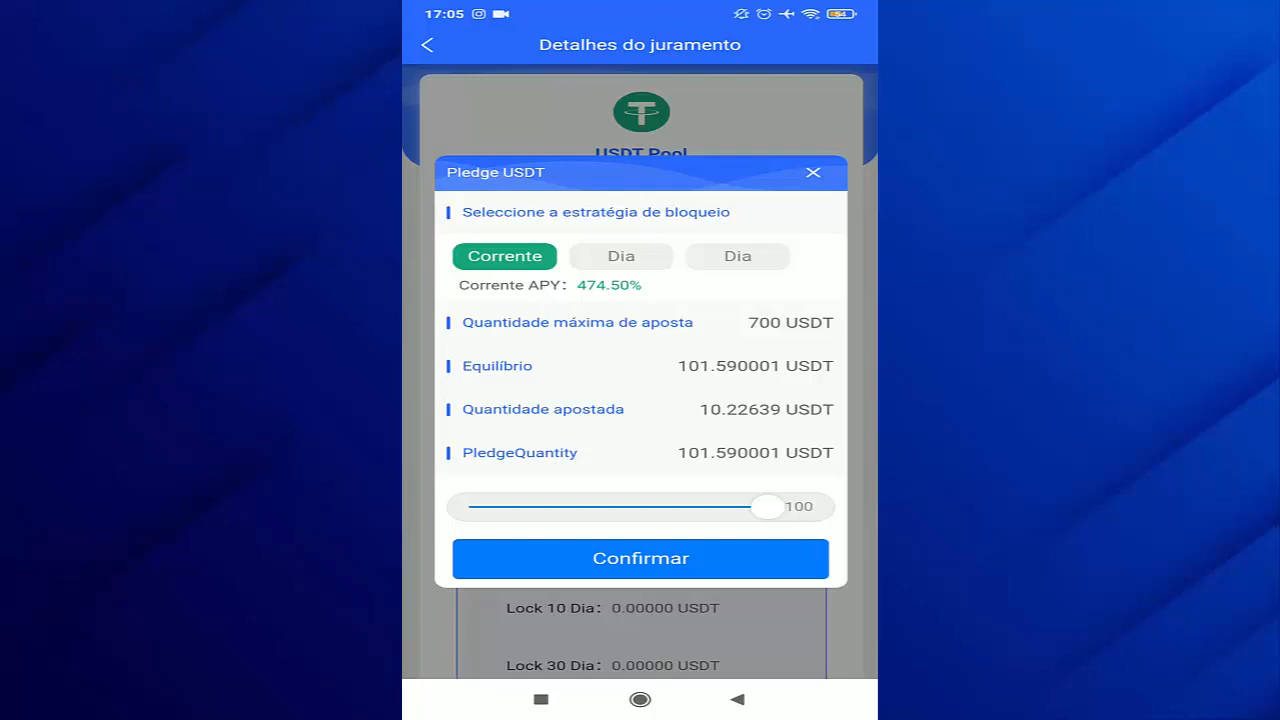 17:05
54
Detalhes do juramento
USDT Pool
Pledge USDT
Seleccione a estratégia de bloqueio
Corrente Dia Dia
Corrente APY: 474.50%
Quantidade máxima de aposta 700 USDT
Equilíbrio 101.590001 USDT
Quantidade apostada 10.22639 USDT
PledgeQuantity 101.590001 USDT
100
Confirmar
Lock 10 Dia: 0.00000 USDT
Lock 30 Dia: 0.00000 USDT